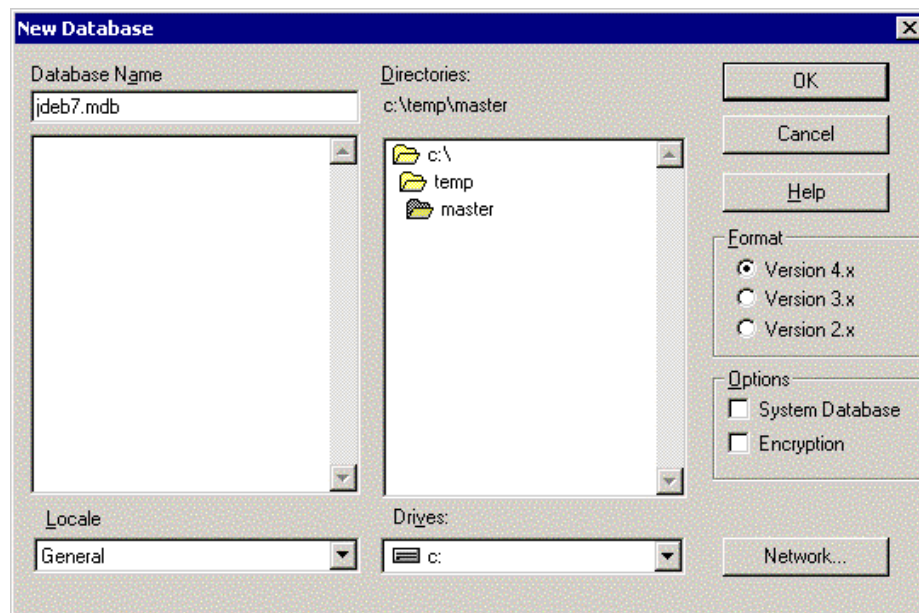 New Database
Database Name
jdeb7.mdb
Directories:
c:\temp\master
c:\
temp
master
OK
Cancel
Help
Format
Version 4.x
Version 3.x
Version 2.x
Options
System Database
Encryption
Locale
General
Drives:
c:
Network...